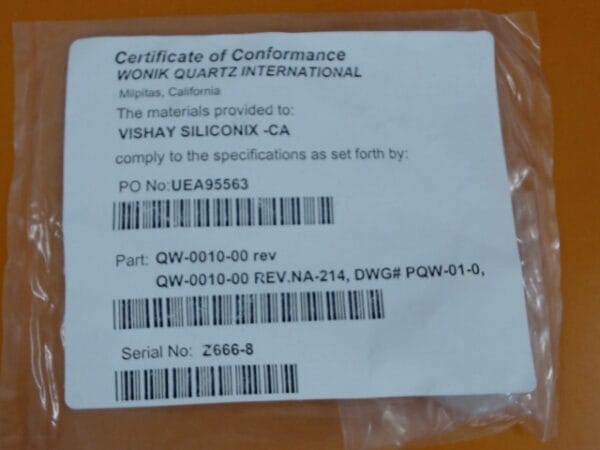 Certificate of Conformance
WONIK QUARTZ INTERNATIONAL
Milpitas, California
The materials provided to:
VISHAY SILICONIX -CA
comply to the specifications as set forth by:
PO No:UEA95563
Part: QW-0010-00 rev
QW-0010-00 REV.NA-214, DWG# PQW-01-0,
Serial No: Z666-8